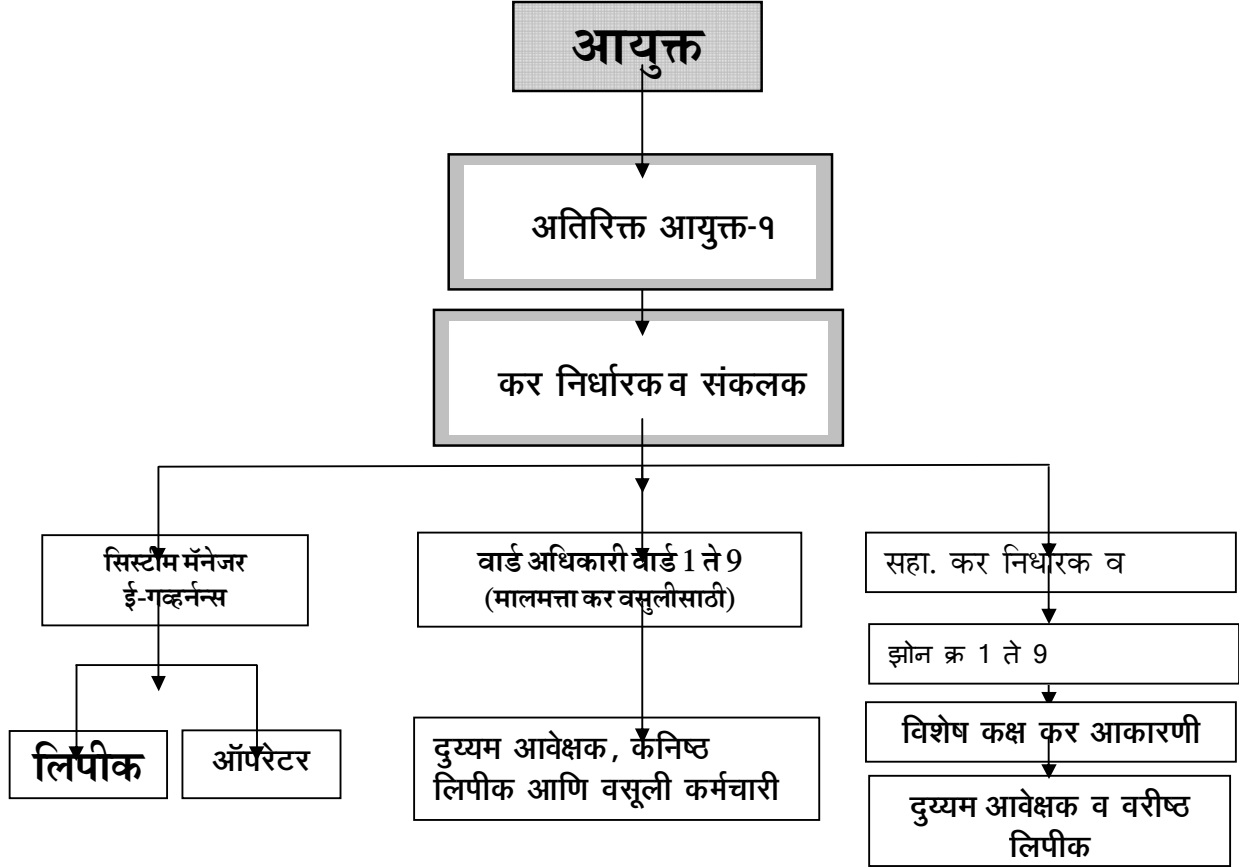 आयुक्त
अतिरिक्त आयुक्त-१
कर निर्धारक व संकलक
सिस्टीम मॅनेजर
ई-गव्हर्नन्स
वार्ड अधिकारी वार्ड 1 ते 9
(मालमत्ता कर वसुलीसाठी)
सहा. कर निर्धारक व
झोन क्र 1 ते 9
लिपीक
ऑपरेटर
दुय्यम आवेक्षक, कनिष्ठ
लिपीक आणि वसूली कर्मचारी
विशेष कक्ष कर आकारणी
दुय्यम आवेक्षक व वरीष्ठ
लिपीक